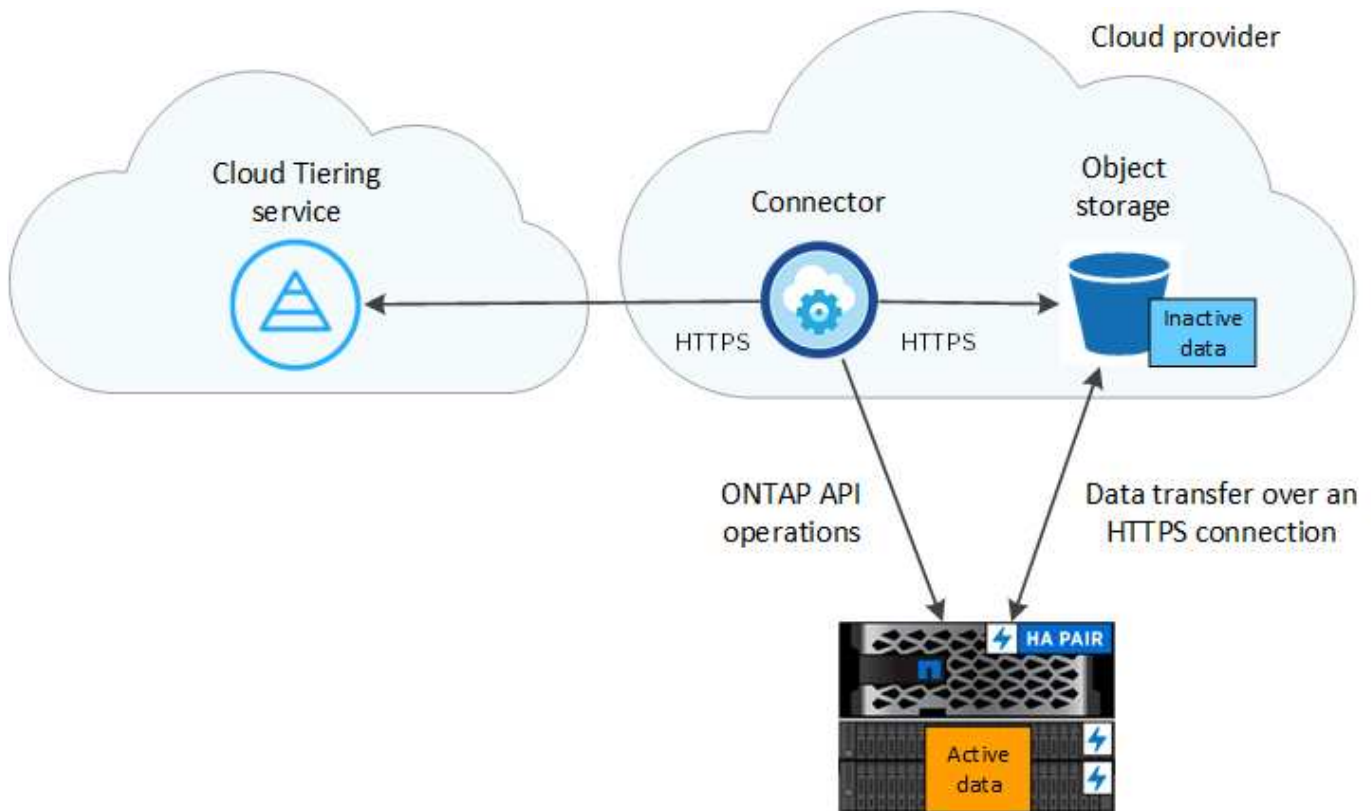 Cloud provider
Cloud Tiering
service
Connector
Object
storage
Inactive
data
HTTPS
HTTPS
ONTAP API
operations
Data transfer over an
HTTPS connection
HA PAIR
Active
data